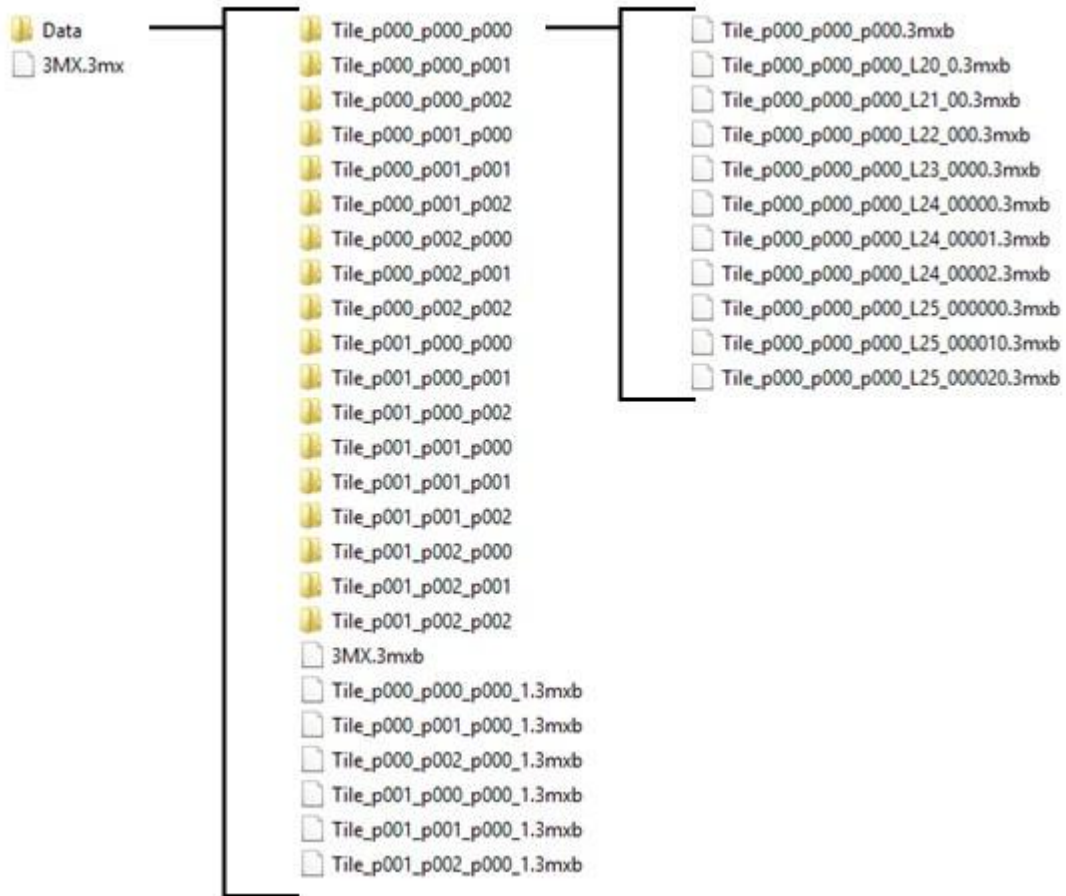 Data
3MX.3mx
Tile_p000_p000_p000
Tile_p000_p000_p001
Tile_p000_p000_p002
Tile_p000_p001_p000
Tile_p000_p001_p001
Tile_p000_p001_p002
Tile_p000_p002_p000
Tile_p000_p002_p001
Tile_p000_p002_p002
Tile_p001_p000_p000
Tile_p001_p000_p001
Tile_p001_p000_p002
Tile_p001_p001_p000
Tile_p001_p001_p001
Tile_p001_p001_p002
Tile_p001_p002_p000
Tile_p001_p002_p001
Tile_p001_p002_p002
3MX.3mxb
Tile_p000_p000_p000_1.3mxb
Tile_p000_p001_p000_1.3mxb
Tile_p000_p002_p000_1.3mxb
Tile_p001_p000_p000_1.3mxb
Tile_p001_p001_p000_1.3mxb
Tile_p001_p002_p000_1.3mxb
Tile_p000_p000_p000.3mxb
Tile_p000_p000_p000_L20_0.3mxb
Tile_p000_p000_p000_L21_00.3mxb
Tile_p000_p000_p000_L22_000.3mxb
Tile_p000_p000_p000_L23_0000.3mxb
Tile_p000_p000_p000_L24_00000.3mxb
Tile_p000_p000_p000_L24_00001.3mxb
Tile_p000_p000_p000_L24_00002.3mxb
Tile_p000_p000_p000_L25_000000.3mxb
Tile_p000_p000_p000_L25_000010.3mxb
Tile_p000_p000_p000_L25_000020.3mxb